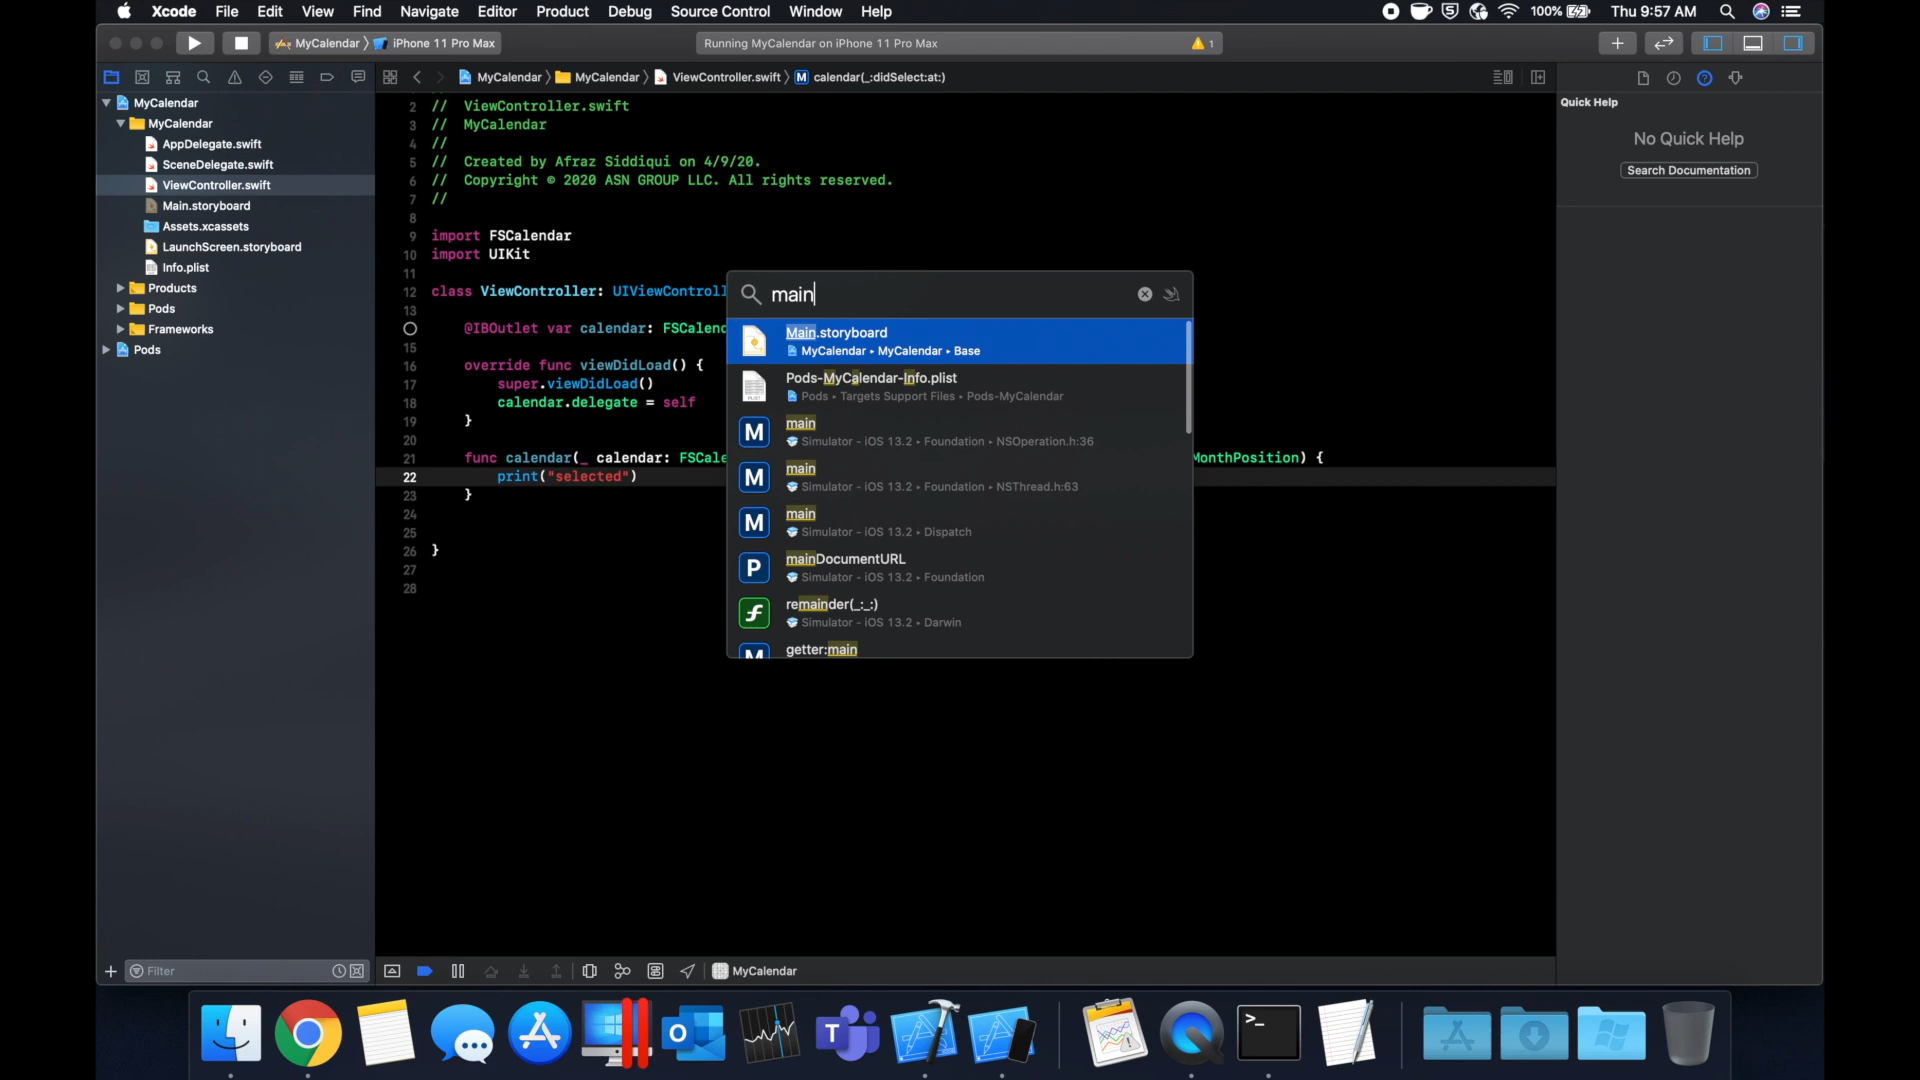 Xcode File Edit View Find Navigate Editor Product Debug Source Control Window Help 100% Thu 9:57 AM
MyCalendar iPhone 11 Pro Max
Running MyCalendar on iPhone 11 Pro Max
1
MyCalendar
MyCalendar
AppDelegate.swift
SceneDelegate.swift
ViewController.swift
Main.storyboard
Assets.xcassets
LaunchScreen.storyboard
Info.plist
Products
Pods
Frameworks
Pods
Filter
MyCalendar MyCalendar ViewController.swift M calendar(_:didSelect:at:)
2 // ViewController.swift
3 // MyCalendar
4 //
5 // Created by Afraz Siddiqui on 4/9/20.
6 // Copyright © 2020 ASN GROUP LLC. All rights reserved.
7 //
8
9 import FSCalendar
10 import UIKit
11
12 class ViewController: UIViewControll
13
@IBOutlet var calendar: FSCalend
15
16 override func viewDidLoad() {
17 super.viewDidLoad()
18 calendar.delegate = self
19 }
20
21 func calendar(_ calendar: FSCale MonthPosition) {
22 print("selected")
23 }
24
25
26 }
27
28
main
Main.storyboard
MyCalendar ▸ MyCalendar ▸ Base
Pods-MyCalendar-Info.plist
Pods ▸ Targets Support Files ▸ Pods-MyCalendar
PLIST
M main
Simulator - iOS 13.2 ▸ Foundation ▸ NSOperation.h:36
M main
Simulator - iOS 13.2 ▸ Foundation ▸ NSThread.h:63
M main
Simulator - iOS 13.2 ▸ Dispatch
P mainDocumentURL
Simulator - iOS 13.2 ▸ Foundation
f remainder(_:_:)
Simulator - iOS 13.2 ▸ Darwin
M getter:main
MyCalendar
Quick Help
No Quick Help
Search Documentation